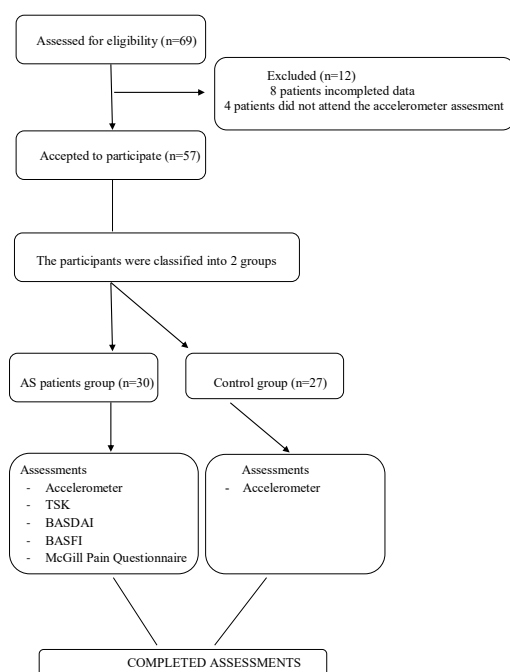 Assessed for eligibility (n=69)
Excluded (n=12)
8 patients incompleted data
4 patients did not attend the accelerometer assesment
Accepted to participate (n=57)
The participants were classified into 2 groups
AS patients group (n=30)
Control group (n=27)
Assessments
- Accelerometer
- TSK
- BASDAI
- BASFI
- McGill Pain Questionnaire
Assessments
- Accelerometer
COMPLETED ASSESSMENTS